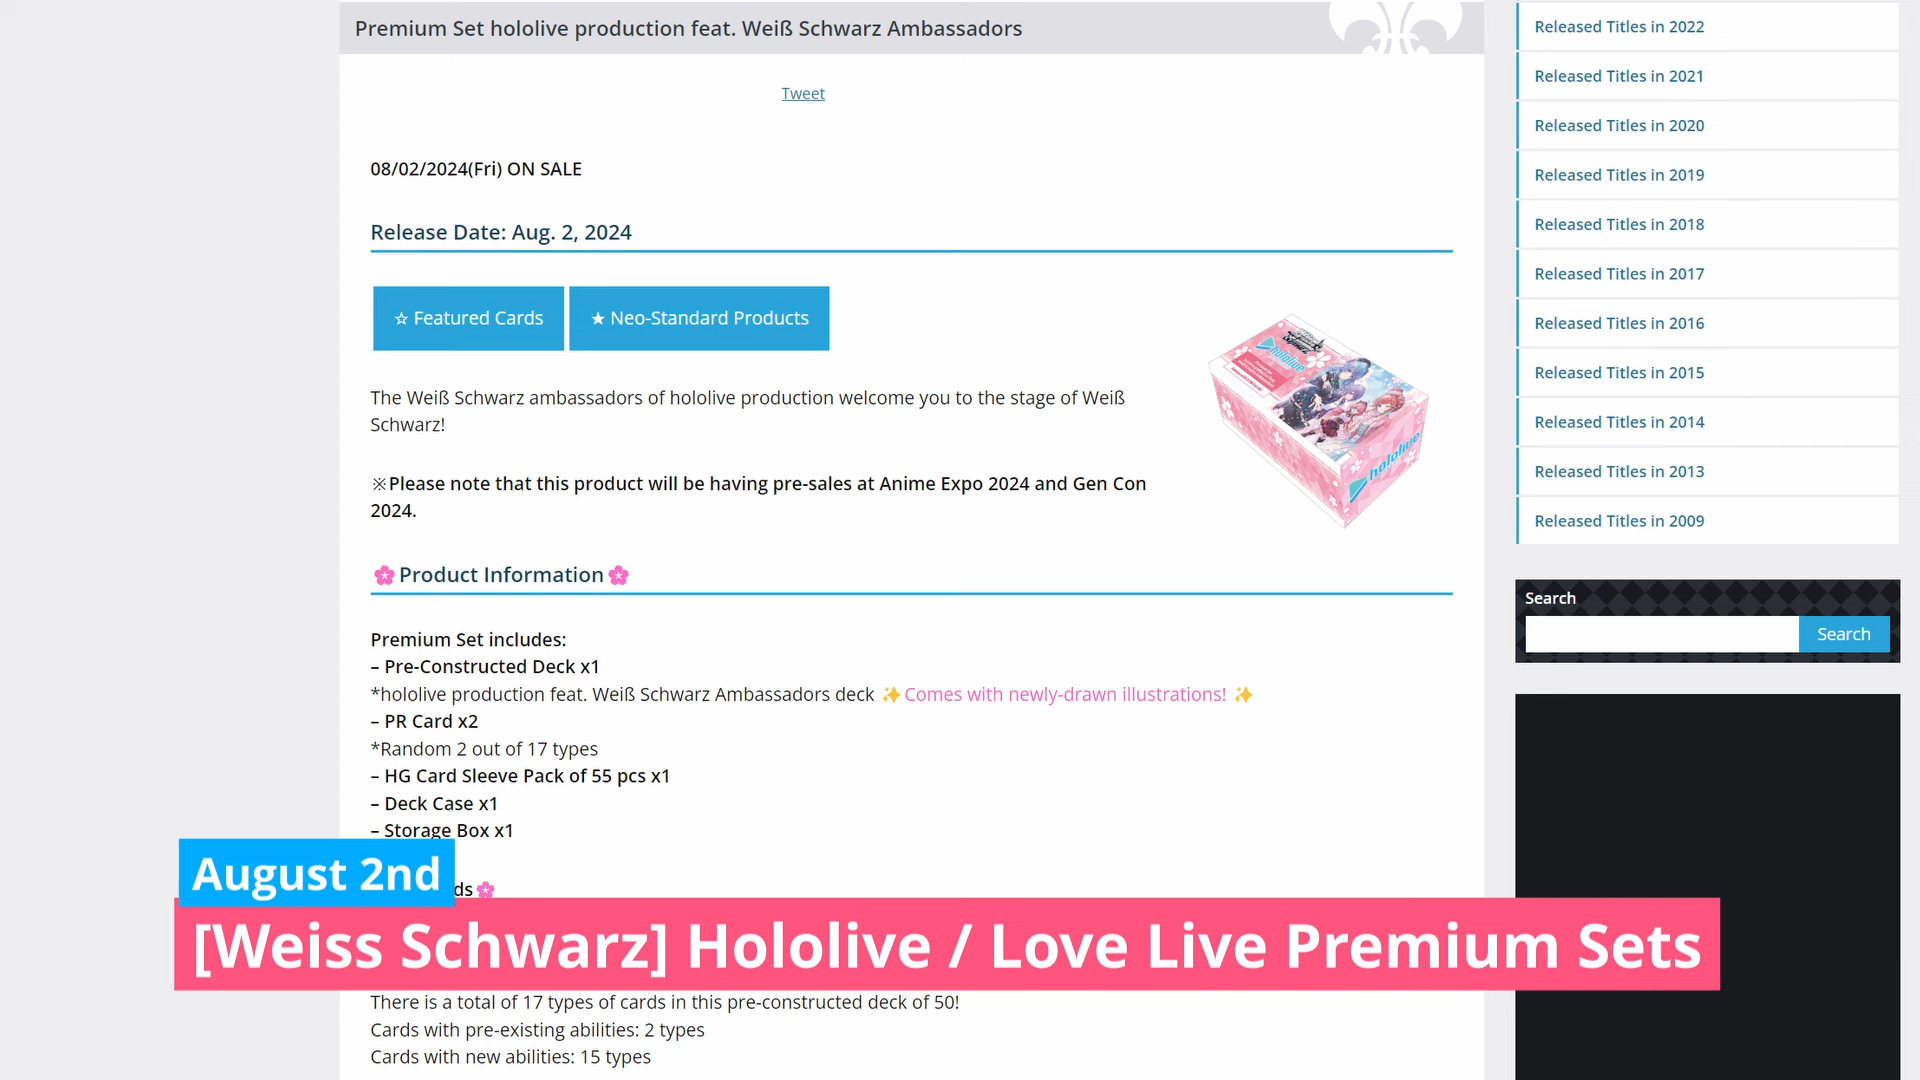 Premium Set hololive production feat. Weiß Schwarz Ambassadors
Tweet
08/02/2024(Fri) ON SALE
Release Date: Aug. 2, 2024
☆ Featured Cards
★ Neo-Standard Products
The Weiß Schwarz ambassadors of hololive production welcome you to the stage of Weiß
Schwarz!
※Please note that this product will be having pre-sales at Anime Expo 2024 and Gen Con
2024.
hololive
hololive
🌸Product Information🌸
Premium Set includes:
– Pre-Constructed Deck x1
*hololive production feat. Weiß Schwarz Ambassadors deck ✨Comes with newly-drawn illustrations! ✨
– PR Card x2
*Random 2 out of 17 types
– HG Card Sleeve Pack of 55 pcs x1
– Deck Case x1
– Storage Box x1
August 2nd
ds🌸
[Weiss Schwarz] Hololive / Love Live Premium Sets
There is a total of 17 types of cards in this pre-constructed deck of 50!
Cards with pre-existing abilities: 2 types
Cards with new abilities: 15 types
Released Titles in 2022
Released Titles in 2021
Released Titles in 2020
Released Titles in 2019
Released Titles in 2018
Released Titles in 2017
Released Titles in 2016
Released Titles in 2015
Released Titles in 2014
Released Titles in 2013
Released Titles in 2009
Search
Search